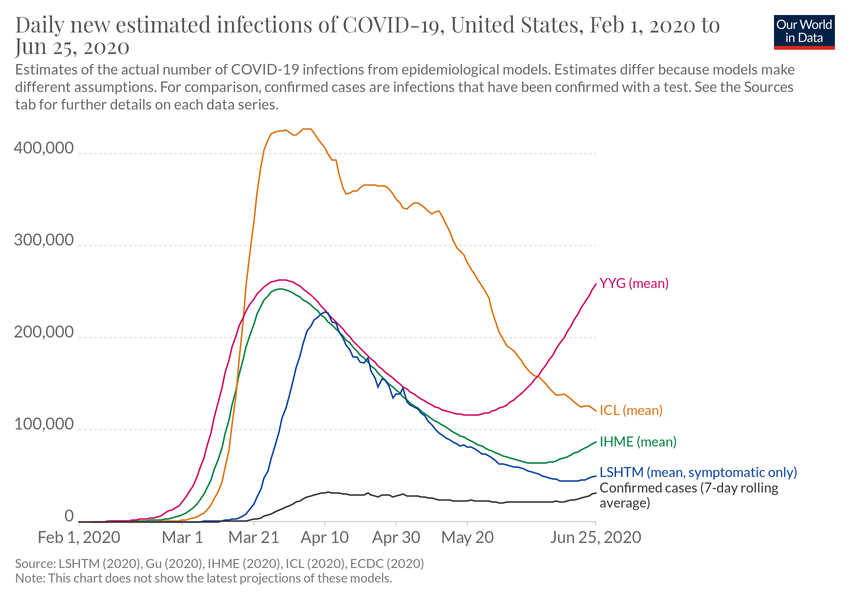 Daily new estimated infections of COVID-19, United States, Feb 1, 2020 to
Jun 25, 2020
Our World
in Data
Estimates of the actual number of COVID-19 infections from epidemiological models. Estimates differ because models make
different assumptions. For comparison, confirmed cases are infections that have been confirmed with a test. See the Sources
tab for further details on each data series.
400,000
300,000
200,000
100,000
0
YYG (mean)
ICL (mean)
IHME (mean)
LSHTM (mean, symptomatic only)
Confirmed cases (7-day rolling
average)
Feb 1, 2020
Mar 1
Mar 21
Apr 10
Apr 30
May 20
Jun 25, 2020
Source: LSHTM (2020), Gu (2020), IHME (2020), ICL (2020), ECDC (2020)
Note: This chart does not show the latest projections of these models.